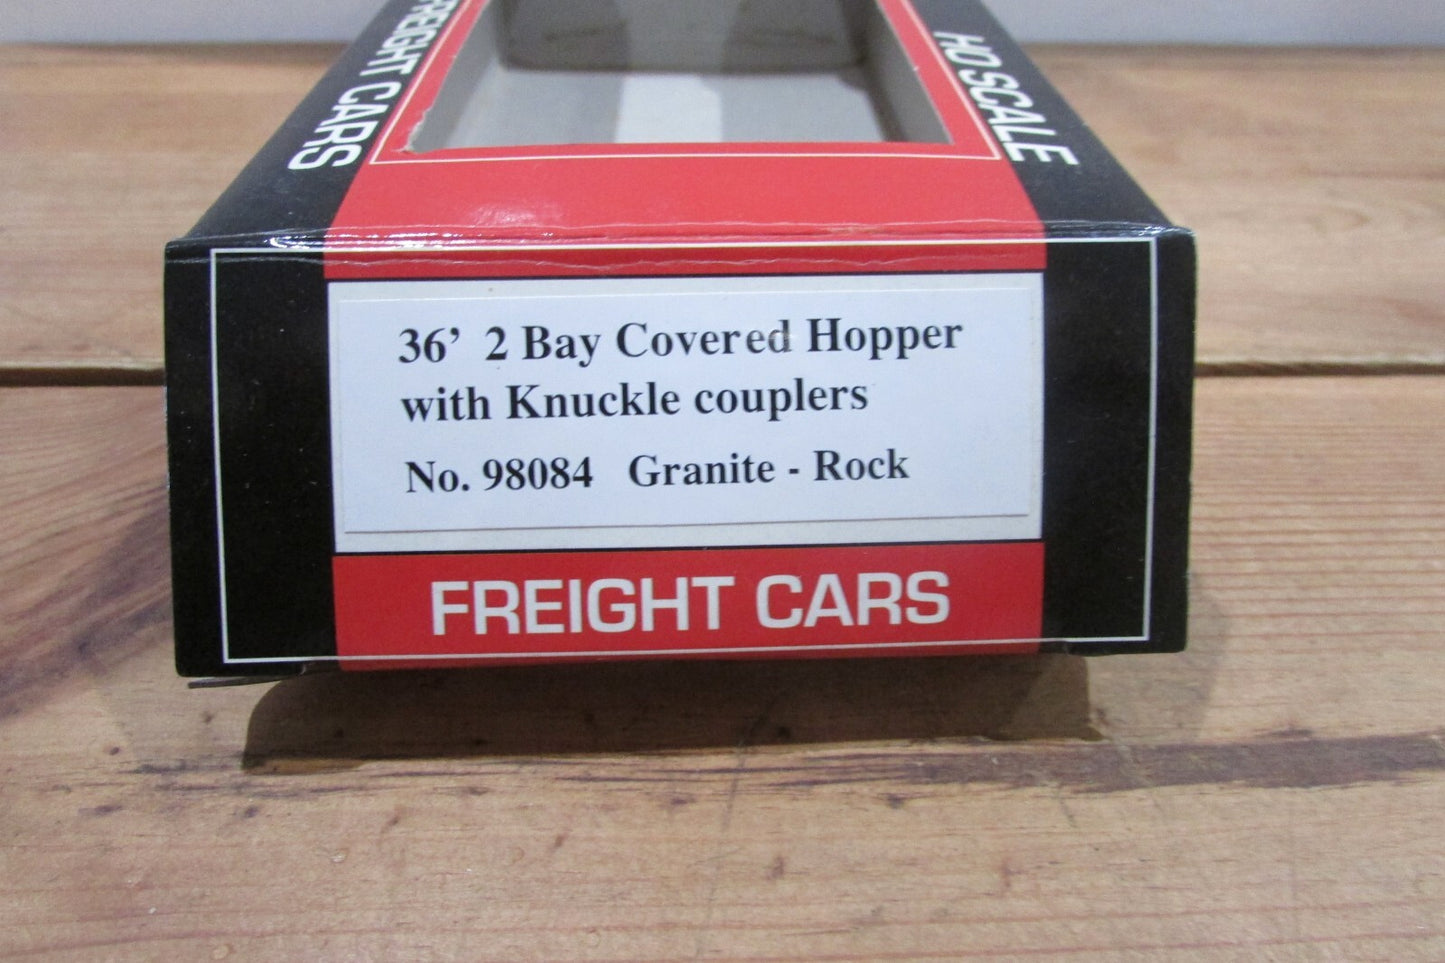 FREIGHT CARS
HO SCALE
36’ 2 Bay Covered Hopper
with Knuckle couplers
No. 98084 Granite - Rock
FREIGHT CARS